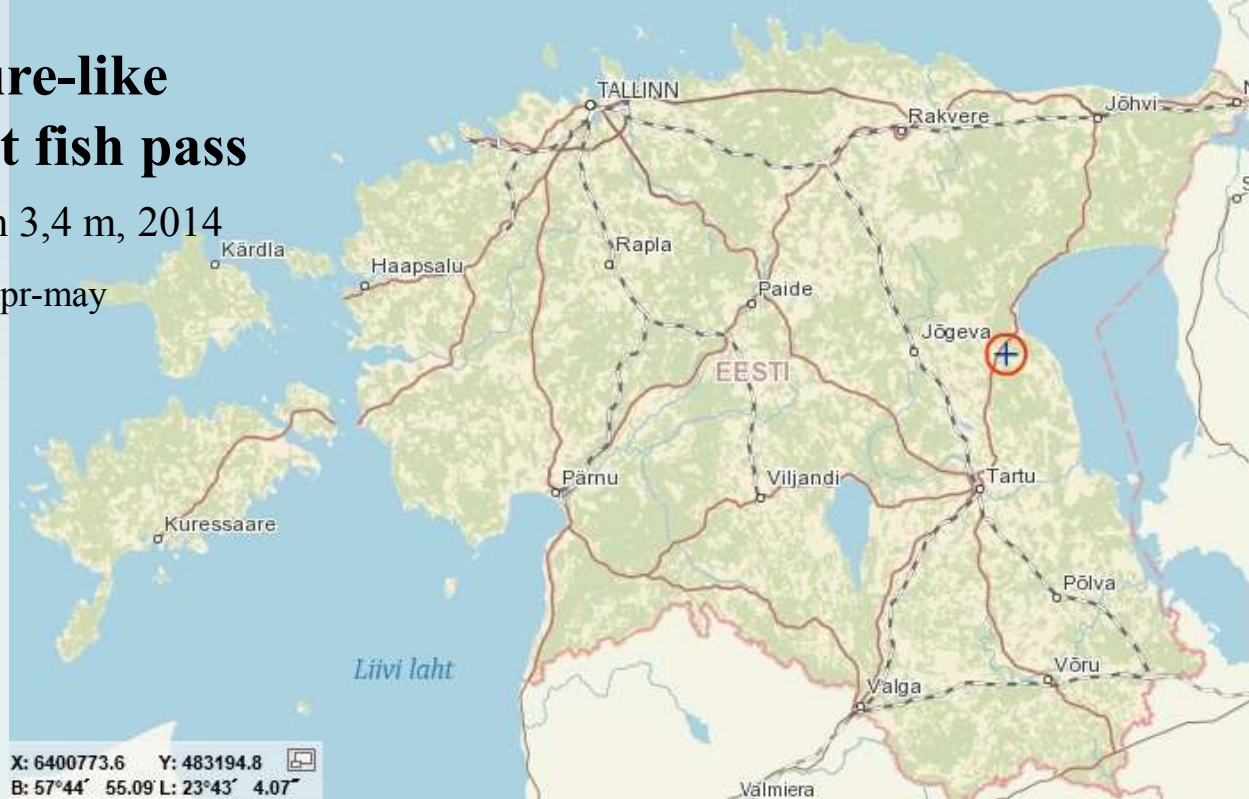 ure-like
t fish pass
n 3,4 m, 2014
pr-may
TALLINN
Rakvere
Jõhvi
N
S
Kärdla
Haapsalu
Rapla
Paide
Jõgeva
EESTI
Pärnu
Viljandi
Tartu
Kuressaare
Põlva
Liivi laht
Võru
Valga
Valmiera
X: 6400773.6 Y: 483194.8
B: 57°44´ 55.09˝ L: 23°43´ 4.07˝